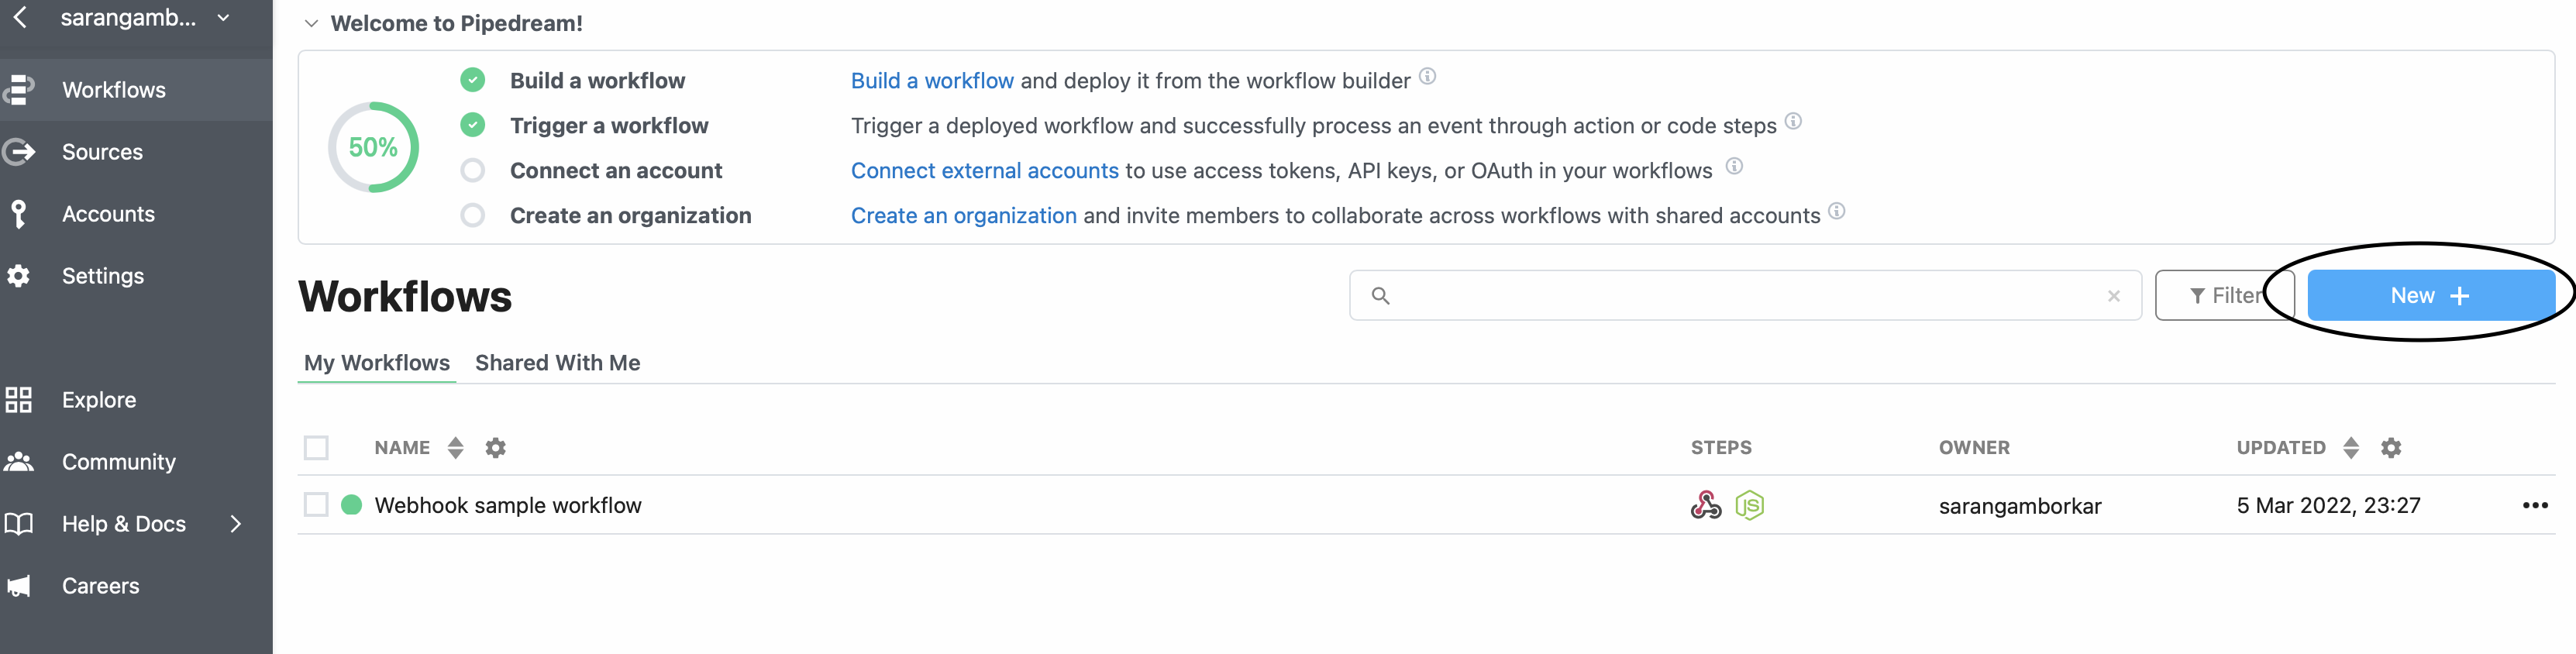 sarangamb...
Workflows
Sources
Accounts
Settings
Explore
Community
Help & Docs
Careers
Welcome to Pipedream!
50%
Build a workflow Build a workflow and deploy it from the workflow builder
Trigger a workflow Trigger a deployed workflow and successfully process an event through action or code steps
Connect an account Connect external accounts to use access tokens, API keys, or OAuth in your workflows
Create an organization Create an organization and invite members to collaborate across workflows with shared accounts
Workflows Filter New +
My Workflows Shared With Me
NAME STEPS OWNER UPDATED
Webhook sample workflow JS sarangamborkar 5 Mar 2022, 23:27